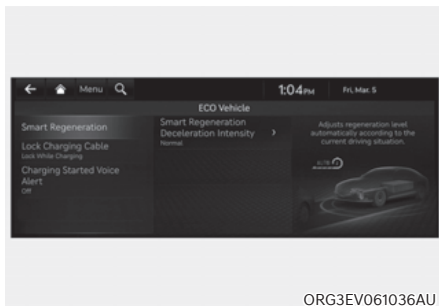 Menu 1:04PM Fri, Mar. 5
ECO Vehicle
Smart Regeneration
Lock Charging Cable
Lock While Charging
Charging Started Voice
Alert
Off
Smart Regeneration
Deceleration Intensity
Normal
Adjusts regeneration level
automatically according to the
current driving situation.
AUTO
ORG3EV061036AU